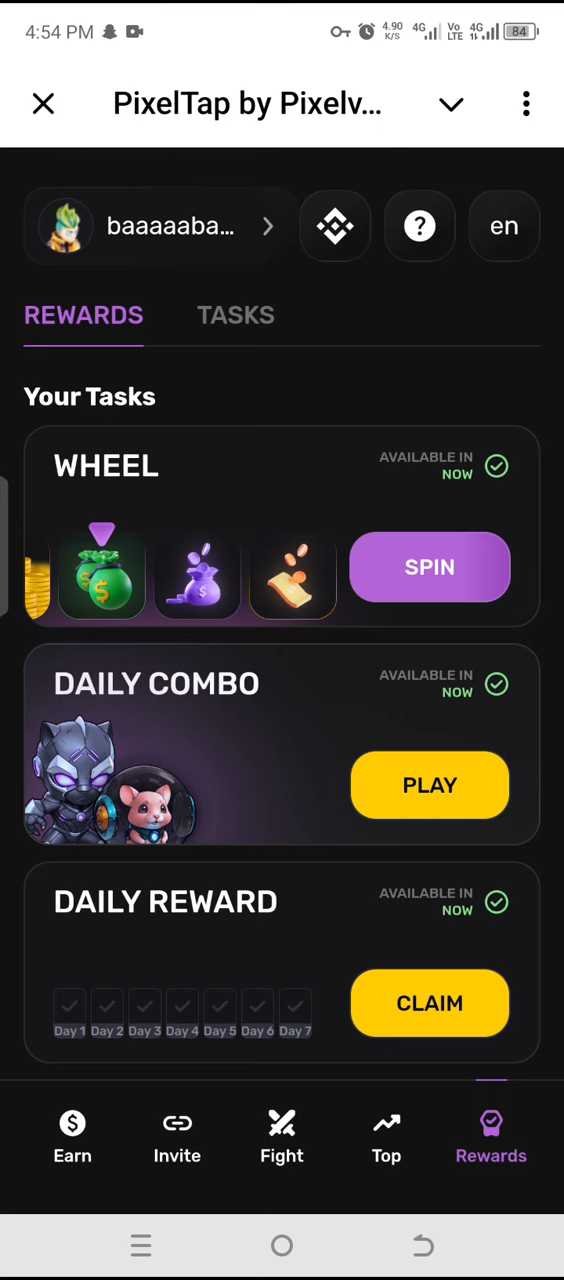 4:54 PM
4.90
K/S
4G
Vo
LTE
4G
84
PixelTap by Pixelv...
baaaaaba...
?
en
REWARDS
TASKS
Your Tasks
WHEEL
AVAILABLE IN
NOW
SPIN
DAILY COMBO
AVAILABLE IN
NOW
PLAY
DAILY REWARD
AVAILABLE IN
NOW
Day 1
Day 2
Day 3
Day 4
Day 5
Day 6
Day 7
CLAIM
Earn
Invite
Fight
Top
Rewards